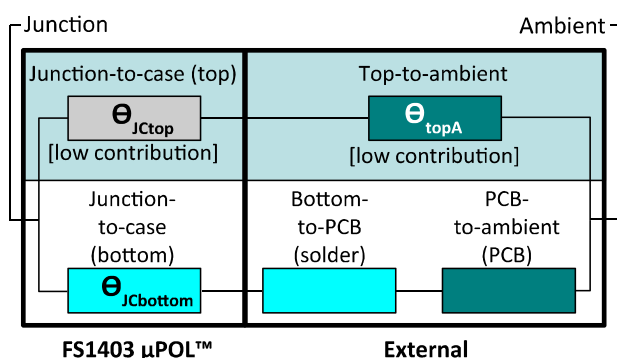 Junction
Ambient
Junction-to-case (top)
Top-to-ambient
ΘJCtop
ΘtopA
[low contribution]
[low contribution]
Junction-
to-case
(bottom)
Bottom-
to-PCB
(solder)
PCB-
to-ambient
(PCB)
ΘJCbottom
FS1403 µPOL™
External